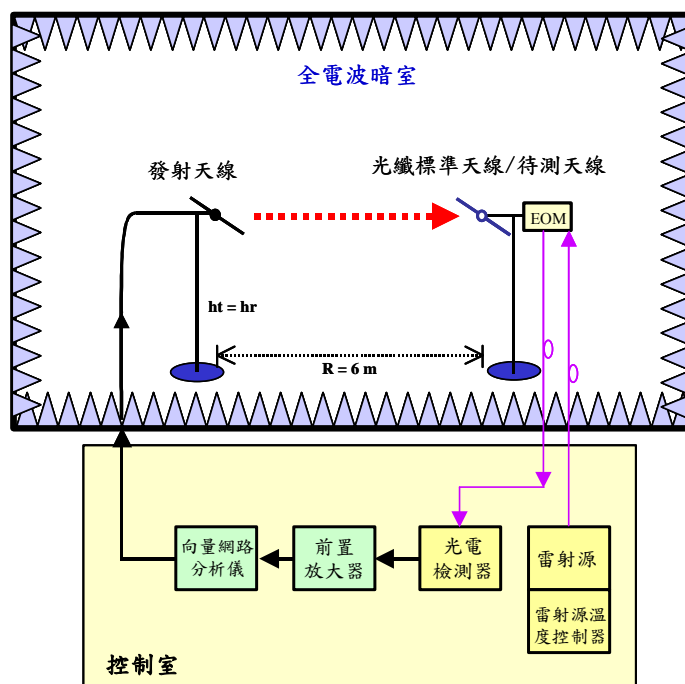 全電波暗室
發射天線
光纖標準天線/待測天線
EOM
ht = hr
R = 6 m
向量網路
分析儀
前置
放大器
光電
檢測器
雷射源
雷射源溫
度控制器
控制室